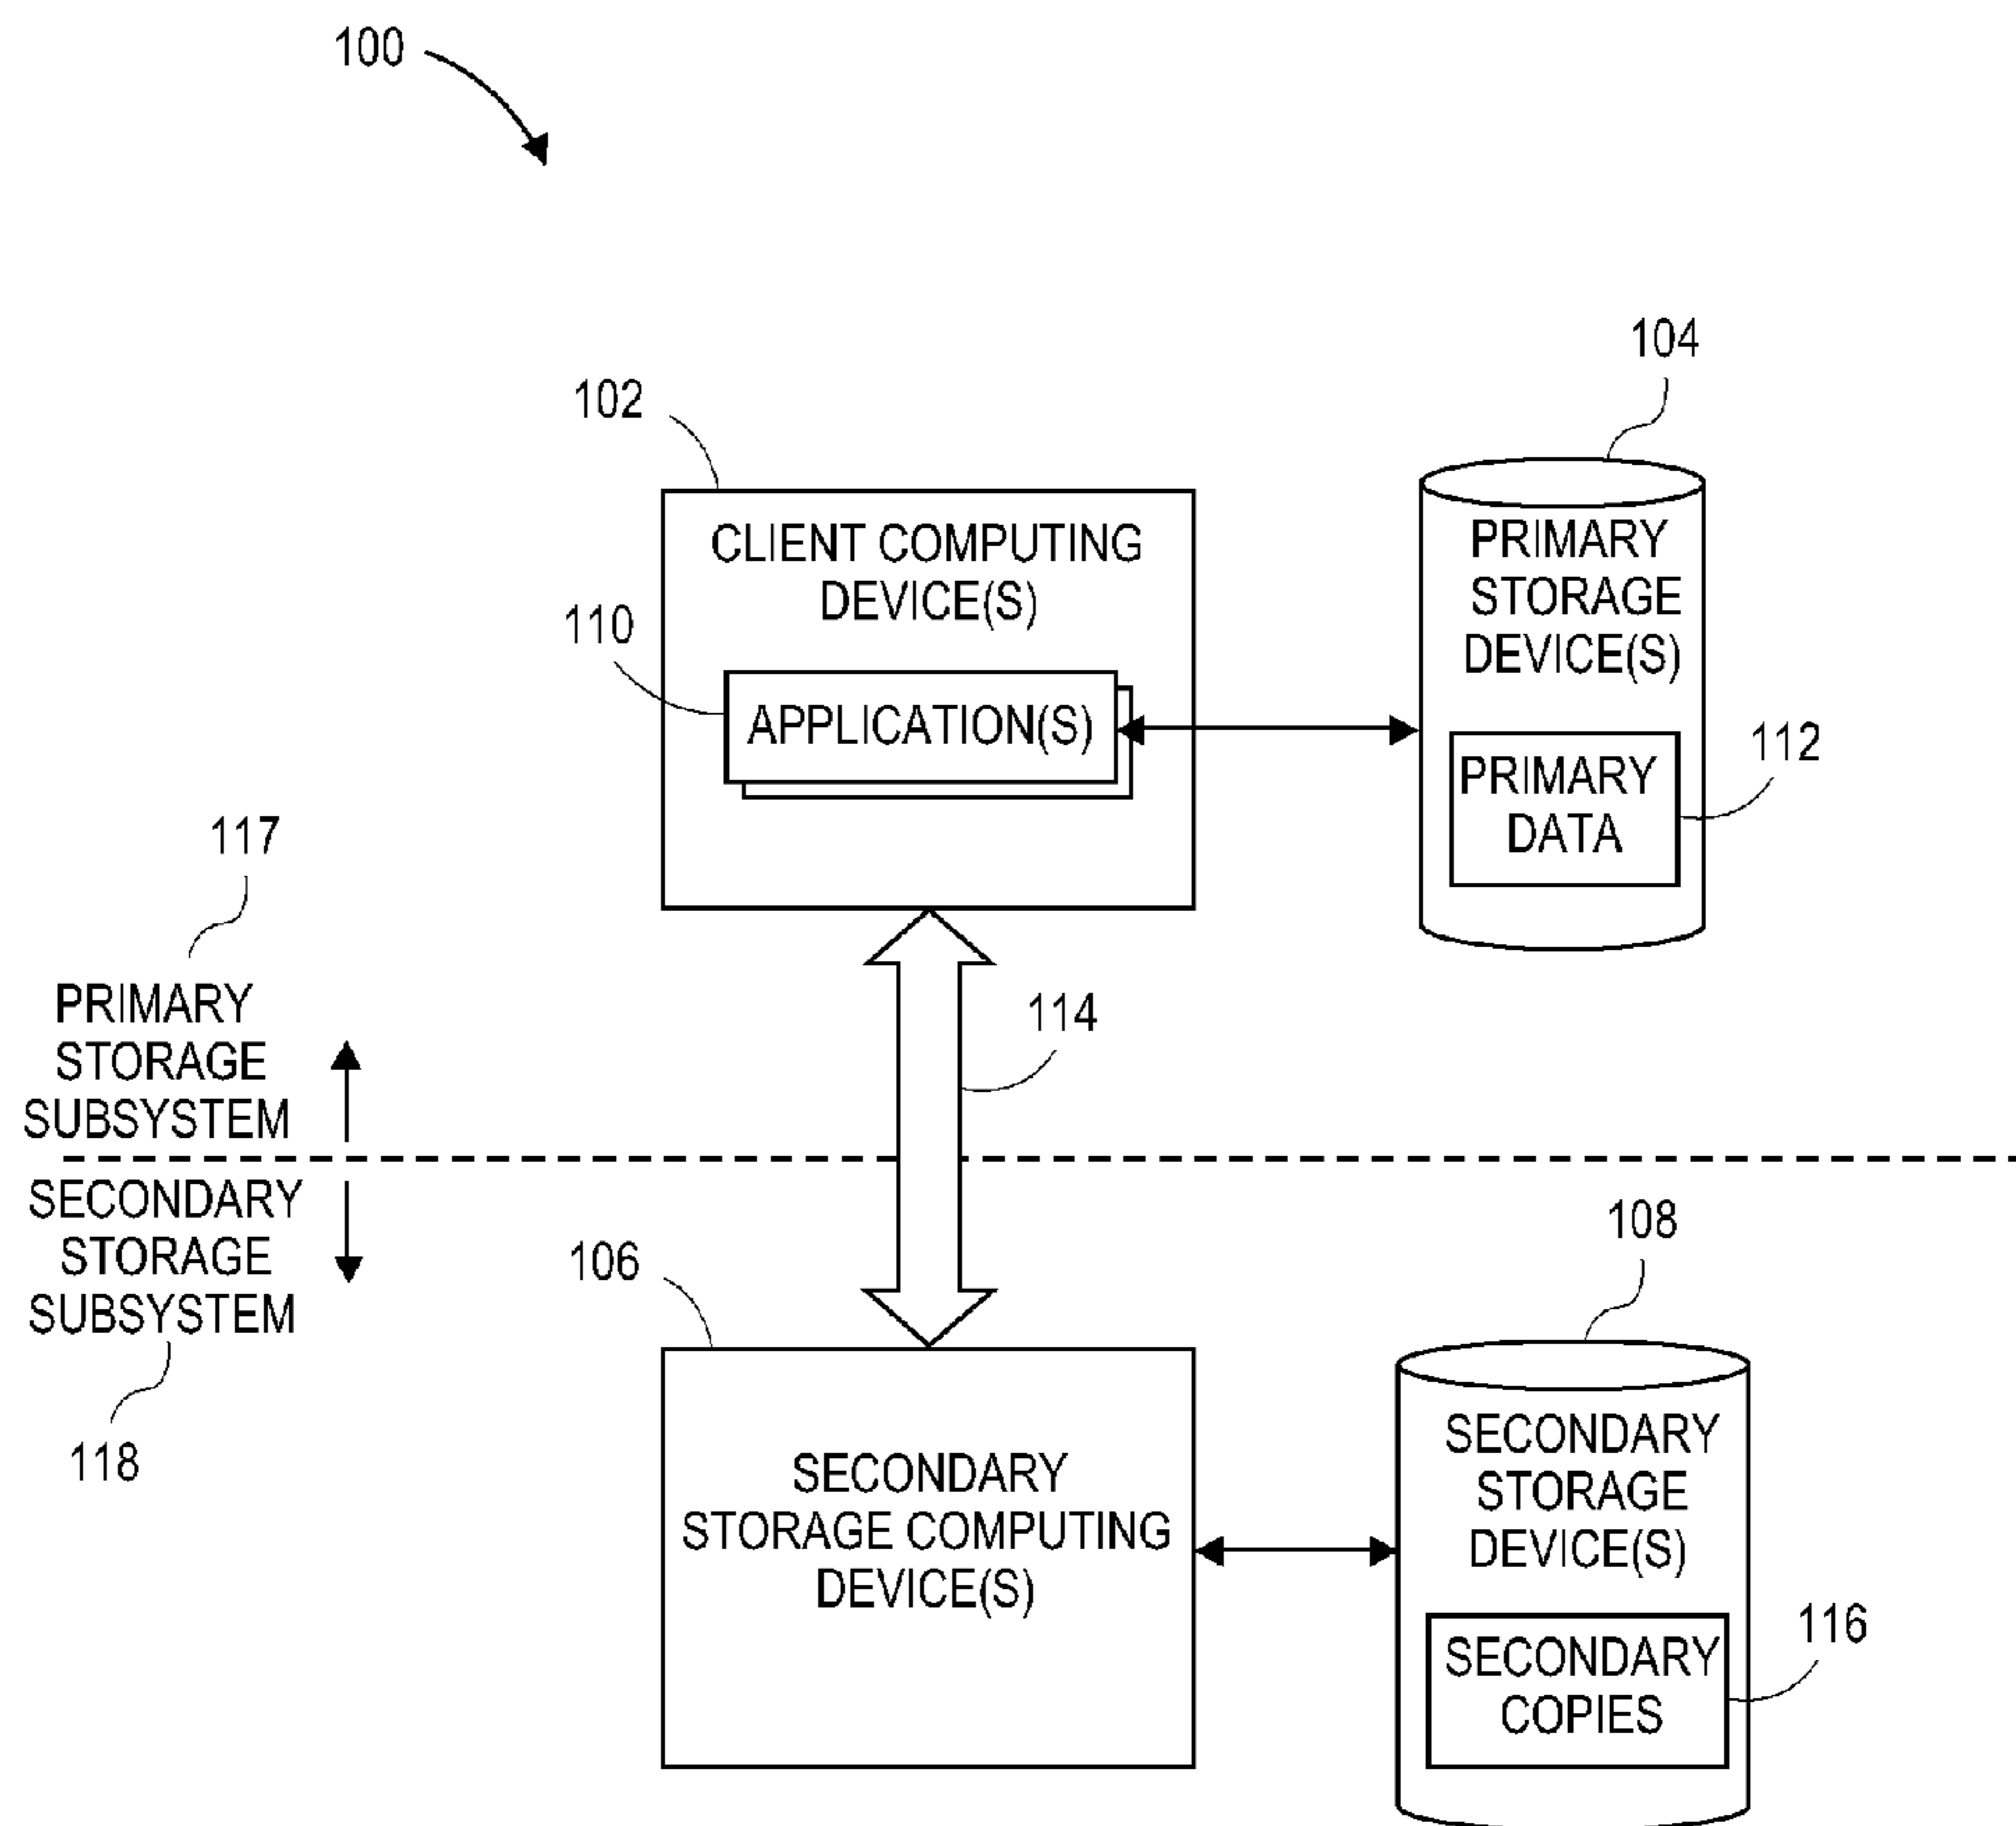 100
104
102
CLIENT COMPUTING
DEVICE(S)
110
APPLICATION(S)
PRIMARY
STORAGE
DEVICE(S)
PRIMARY
DATA
112
117
PRIMARY
STORAGE
SUBSYSTEM
114
SECONDARY
STORAGE
SUBSYSTEM
118
106
108
SECONDARY
STORAGE COMPUTING
DEVICE(S)
SECONDARY
STORAGE
DEVICE(S)
SECONDARY
COPIES
116